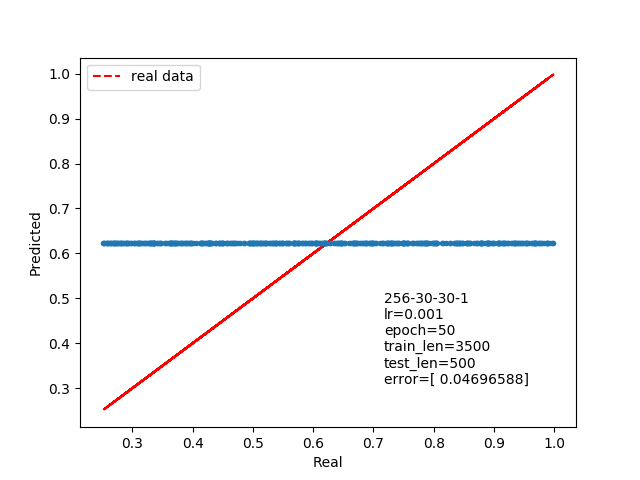 real data
1.0
0.9
0.8
0.7
0.6
0.5
0.4
0.3
Predicted
256-30-30-1
lr=0.001
epoch=50
train_len=3500
test_len=500
error=[ 0.04696588]
0.3 0.4 0.5 0.6 0.7 0.8 0.9 1.0
Real